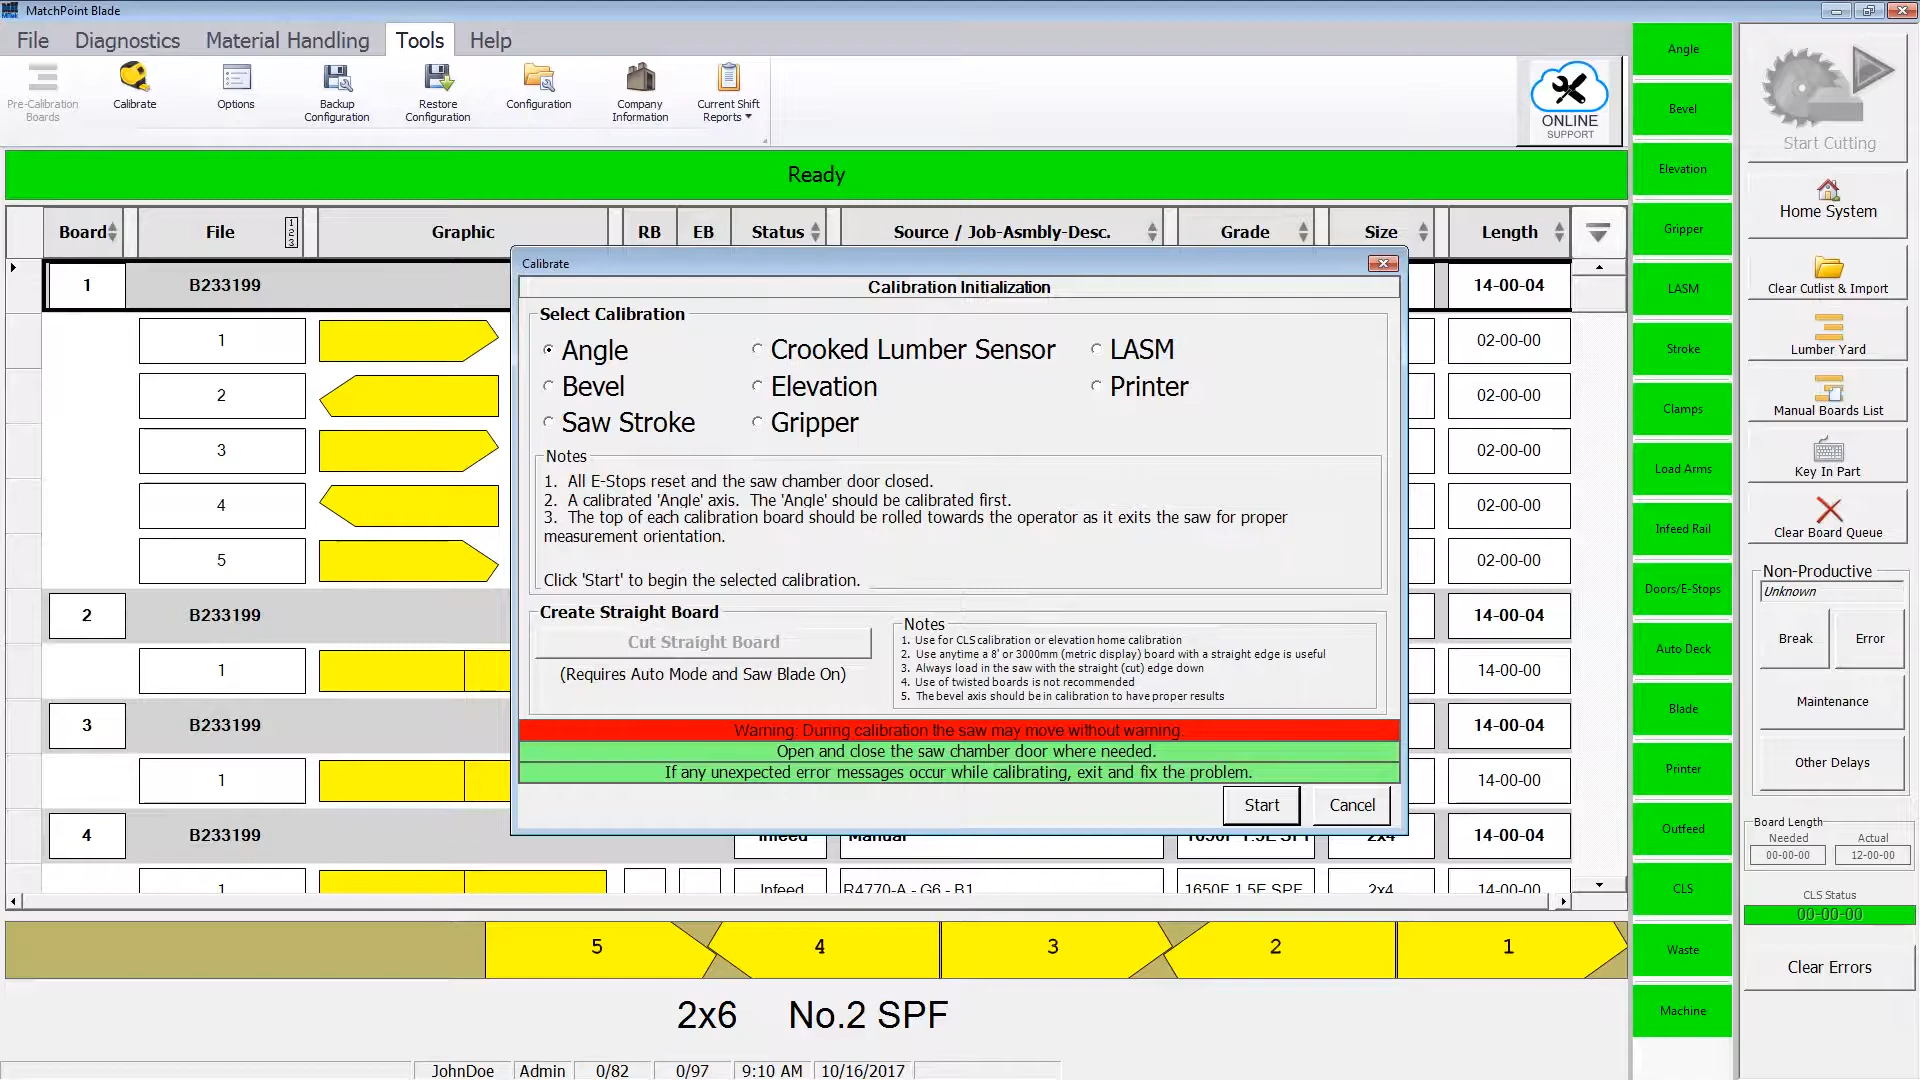 MatchPoint Blade
File Diagnostics Material Handling Tools Help
Pre-Calibration Boards
Calibrate
Options
Backup Configuration
Restore Configuration
Configuration
Company Information
Current Shift Reports
ONLINE SUPPORT
Ready
Board File 1 2 3 Graphic RB EB Status Source / Job-Asmbly-Desc. Grade Size Length
1 B233199 14-00-04
1 02-00-00
2 02-00-00
3 02-00-00
4 02-00-00
5 02-00-00
2 B233199 14-00-04
1 14-00-00
3 B233199 14-00-04
1 14-00-00
4 B233199 Infeed Manual 1650F 1.5E SPF 2x4 14-00-04
1 Infeed R4770-A - G6 - B1 1650F 1.5E SPF 2x4 14-00-00
Calibrate
Calibration Initialization
Select Calibration
Angle Crooked Lumber Sensor LASM
Bevel Elevation Printer
Saw Stroke Gripper
Notes
1. All E-Stops reset and the saw chamber door closed.
2. A calibrated 'Angle' axis. The 'Angle' should be calibrated first.
3. The top of each calibration board should be rolled towards the operator as it exits the saw for proper
measurement orientation.
Click 'Start' to begin the selected calibration.
Create Straight Board
Cut Straight Board
(Requires Auto Mode and Saw Blade On)
Notes
1. Use for CLS calibration or elevation home calibration
2. Use anytime a 8' or 3000mm (metric display) board with a straight edge is useful
3. Always load in the saw with the straight (cut) edge down
4. Use of twisted boards is not recommended
5. The bevel axis should be in calibration to have proper results
Warning: During calibration the saw may move without warning.
Open and close the saw chamber door where needed.
If any unexpected error messages occur while calibrating, exit and fix the problem.
Start Cancel
5 4 3 2 1
2x6 No.2 SPF
JohnDoe Admin 0/82 0/97 9:10 AM 10/16/2017
Angle
Bevel
Elevation
Gripper
LASM
Stroke
Clamps
Load Arms
Infeed Rail
Doors/E-Stops
Auto Deck
Blade
Printer
Outfeed
CLS
Waste
Machine
Start Cutting
Home System
Clear Cutlist & Import
Lumber Yard
Manual Boards List
Key In Part
Clear Board Queue
Non-Productive
Unknown
Break Error
Maintenance
Other Delays
Board Length
Needed Actual
00-00-00 12-00-00
CLS Status
00-00-00
Clear Errors